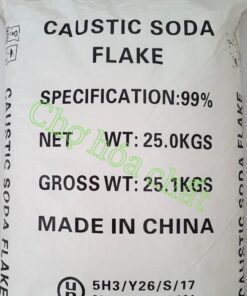 CAUSTIC SODA
FLAKE
SPECIFICATION:99%
NET WT: 25.0KGS
GROSS WT: 25.1KGS
MADE IN CHINA
5H3/Y26/S/17
CAUSTIC SODA FLAKE
Chợ hóa chất